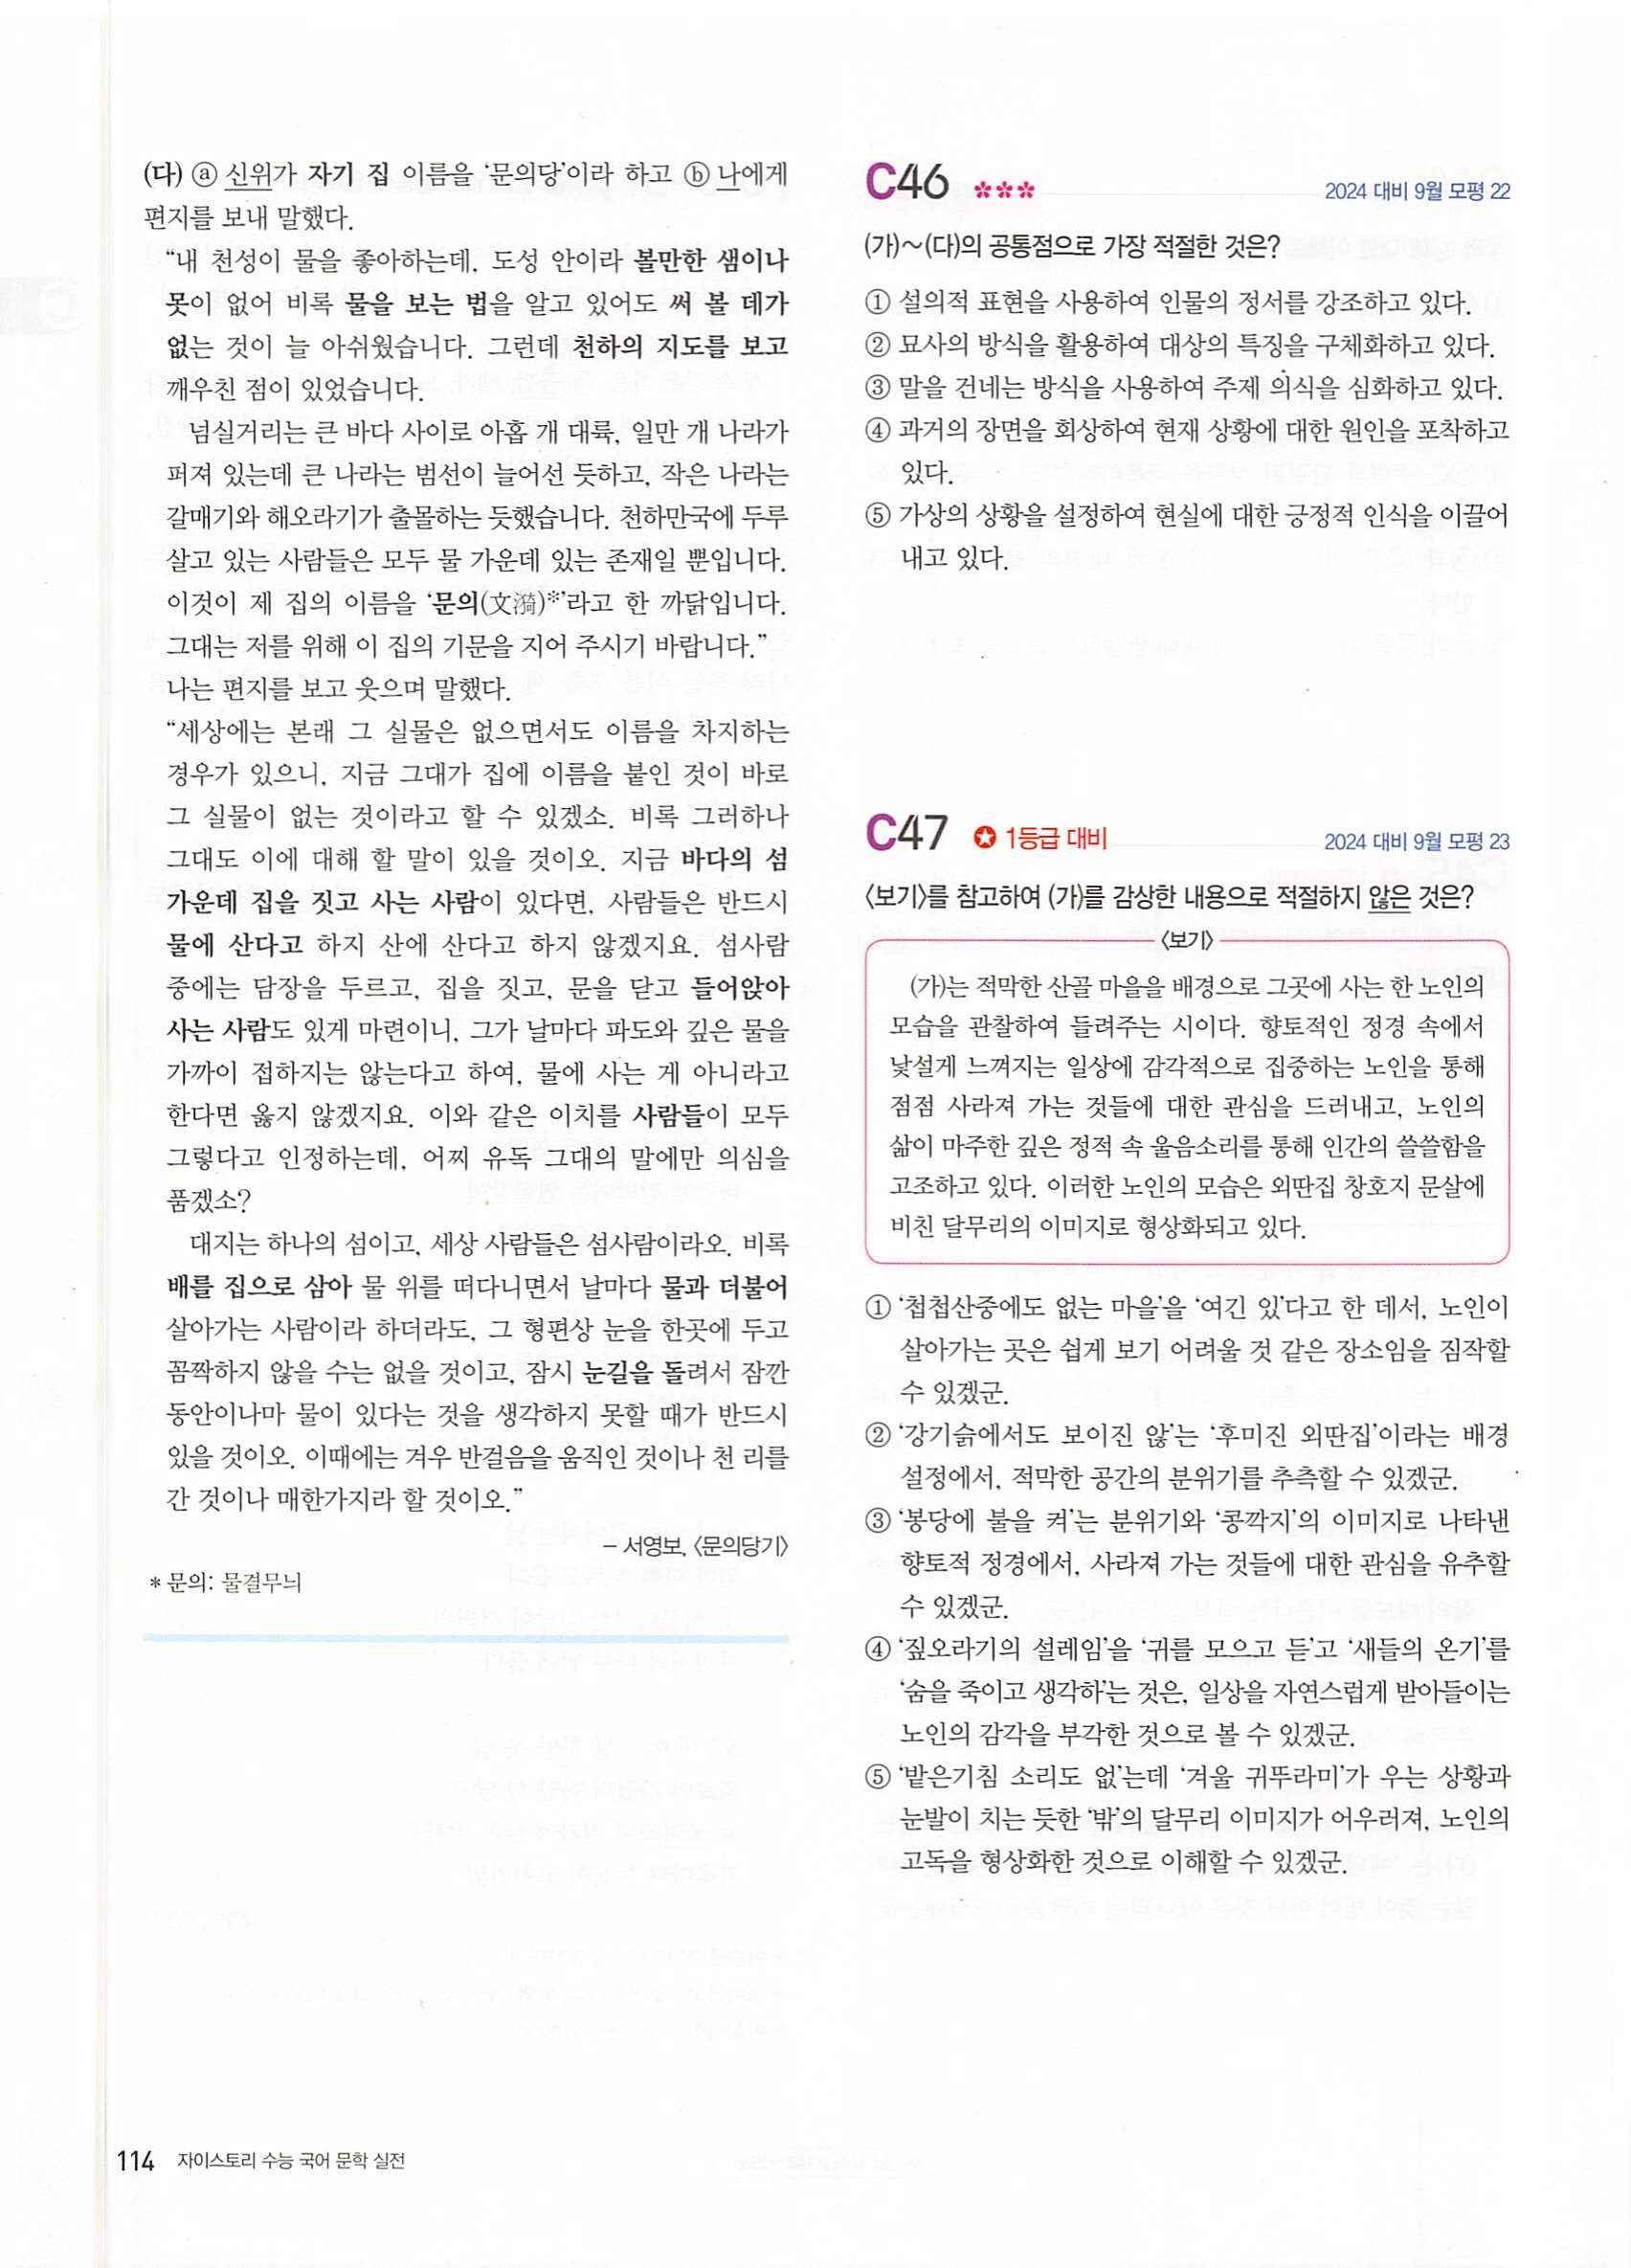 (다) ⓐ 신위가 자기 집 이름을 ‘문의당’이라 하고 ⓑ 나에게
편지를 보내 말했다.
“내 천성이 물을 좋아하는데, 도성 안이라 볼만한 샘이나
못이 없어 비록 물을 보는 법을 알고 있어도 써 볼 데가
없는 것이 늘 아쉬웠습니다. 그런데 천하의 지도를 보고
깨우친 점이 있었습니다.
넘실거리는 큰 바다 사이로 아홉 개 대륙, 일만 개 나라가
퍼져 있는데 큰 나라는 범선이 늘어선 듯하고, 작은 나라는
갈매기와 해오라기가 출몰하는 듯했습니다. 천하만국에 두루
살고 있는 사람들은 모두 물 가운데 있는 존재일 뿐입니다.
이것이 제 집의 이름을 ‘문의(文漪)*’라고 한 까닭입니다.
그대는 저를 위해 이 집의 기문을 지어 주시기 바랍니다.”
나는 편지를 보고 웃으며 말했다.
“세상에는 본래 그 실물은 없으면서도 이름을 차지하는
경우가 있으니, 지금 그대가 집에 이름을 붙인 것이 바로
그 실물이 없는 것이라고 할 수 있겠소. 비록 그러하나
그대도 이에 대해 할 말이 있을 것이오. 지금 바다의 섬
가운데 집을 짓고 사는 사람이 있다면, 사람들은 반드시
물에 산다고 하지 산에 산다고 하지 않겠지요. 섬사람
중에는 담장을 두르고, 집을 짓고, 문을 닫고 들어앉아
사는 사람도 있게 마련이니, 그가 날마다 파도와 깊은 물을
가까이 접하지는 않는다고 하여, 물에 사는 게 아니라고
한다면 옳지 않겠지요. 이와 같은 이치를 사람들이 모두
그렇다고 인정하는데, 어찌 유독 그대의 말에만 의심을
품겠소?
대지는 하나의 섬이고, 세상 사람들은 섬사람이라오. 비록
배를 집으로 삼아 물 위를 떠다니면서 날마다 물과 더불어
살아가는 사람이라 하더라도, 그 형편상 눈을 한곳에 두고
꼼짝하지 않을 수는 없을 것이고, 잠시 눈길을 돌려서 잠깐
동안이나마 물이 있다는 것을 생각하지 못할 때가 반드시
있을 것이오. 이때에는 겨우 반걸음을 움직인 것이나 천 리를
간 것이나 매한가지라 할 것이오.”
– 서영보, 〈문의당기〉
* 문의: 물결무늬
C46 ✲✲✲ 2024 대비 9월 모평 22
(가)～(다)의 공통점으로 가장 적절한 것은?
① 설의적 표현을 사용하여 인물의 정서를 강조하고 있다.
② 묘사의 방식을 활용하여 대상의 특징을 구체화하고 있다.
③ 말을 건네는 방식을 사용하여 주제 의식을 심화하고 있다.
④ 과거의 장면을 회상하여 현재 상황에 대한 원인을 포착하고
있다.
⑤ 가상의 상황을 설정하여 현실에 대한 긍정적 인식을 이끌어
내고 있다.
C47 ✪ 1등급 대비 2024 대비 9월 모평 23
〈보기〉를 참고하여 (가)를 감상한 내용으로 적절하지 않은 것은?
〈보기〉
(가)는 적막한 산골 마을을 배경으로 그곳에 사는 한 노인의
모습을 관찰하여 들려주는 시이다. 향토적인 정경 속에서
낯설게 느껴지는 일상에 감각적으로 집중하는 노인을 통해
점점 사라져 가는 것들에 대한 관심을 드러내고, 노인의
삶이 마주한 깊은 정적 속 울음소리를 통해 인간의 쓸쓸함을
고조하고 있다. 이러한 노인의 모습은 외딴집 창호지 문살에
비친 달무리의 이미지로 형상화되고 있다.
① ‘첩첩산중에도 없는 마을’을 ‘여긴 있’다고 한 데서, 노인이
살아가는 곳은 쉽게 보기 어려울 것 같은 장소임을 짐작할
수 있겠군.
② ‘강기슭에서도 보이진 않’는 ‘후미진 외딴집’이라는 배경
설정에서, 적막한 공간의 분위기를 추측할 수 있겠군.
③ ‘봉당에 불을 켜’는 분위기와 ‘콩깍지’의 이미지로 나타낸
향토적 정경에서, 사라져 가는 것들에 대한 관심을 유추할
수 있겠군.
④ ‘짚오라기의 설레임’을 ‘귀를 모으고 듣’고 ‘새들의 온기’를
‘숨을 죽이고 생각하’는 것은, 일상을 자연스럽게 받아들이는
노인의 감각을 부각한 것으로 볼 수 있겠군.
⑤ ‘밭은기침 소리도 없’는데 ‘겨울 귀뚜라미’가 우는 상황과
눈발이 치는 듯한 ‘밖’의 달무리 이미지가 어우러져, 노인의
고독을 형상화한 것으로 이해할 수 있겠군.
114 자이스토리 수능 국어 문학 실전